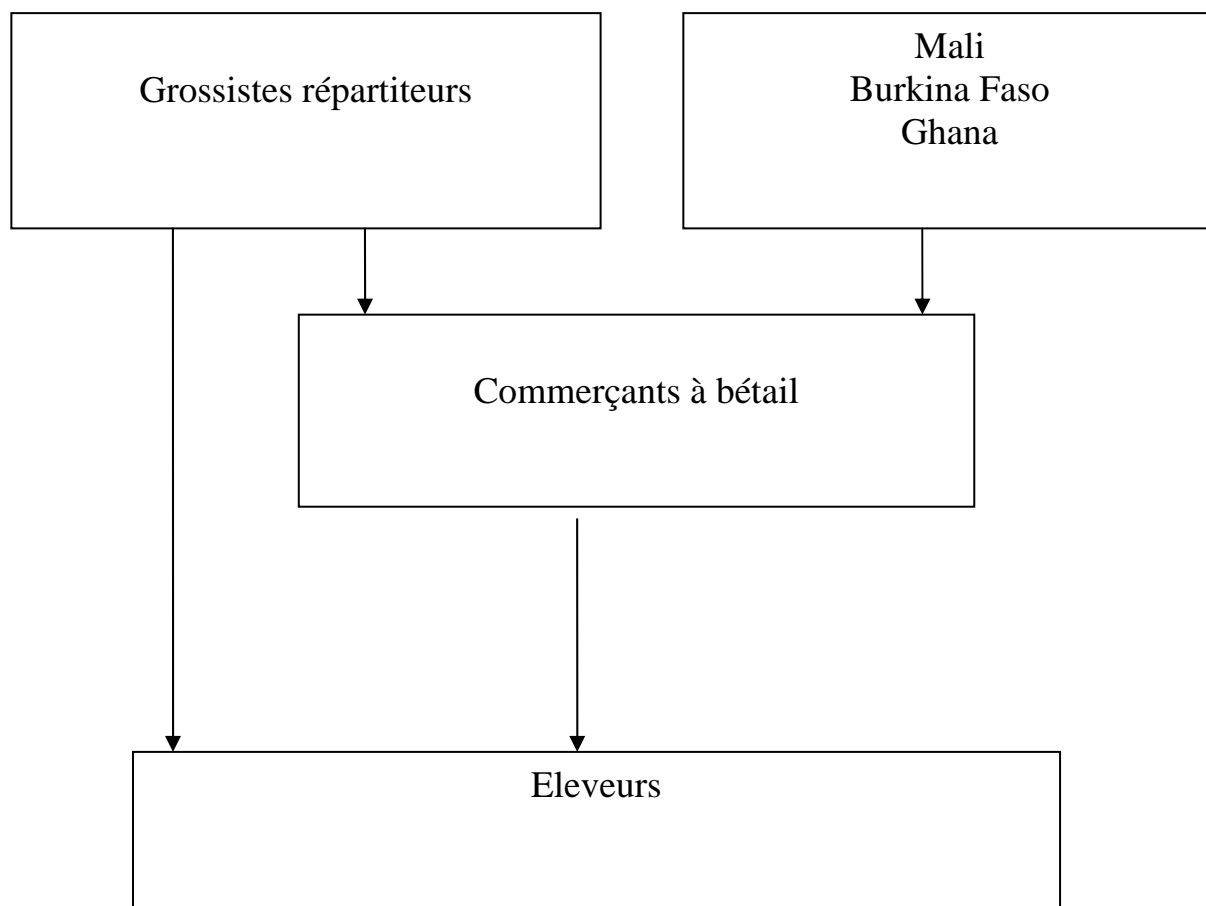 Grossistes répartiteurs
Mali
Burkina Faso
Ghana
Commerçants à bétail
Eleveurs